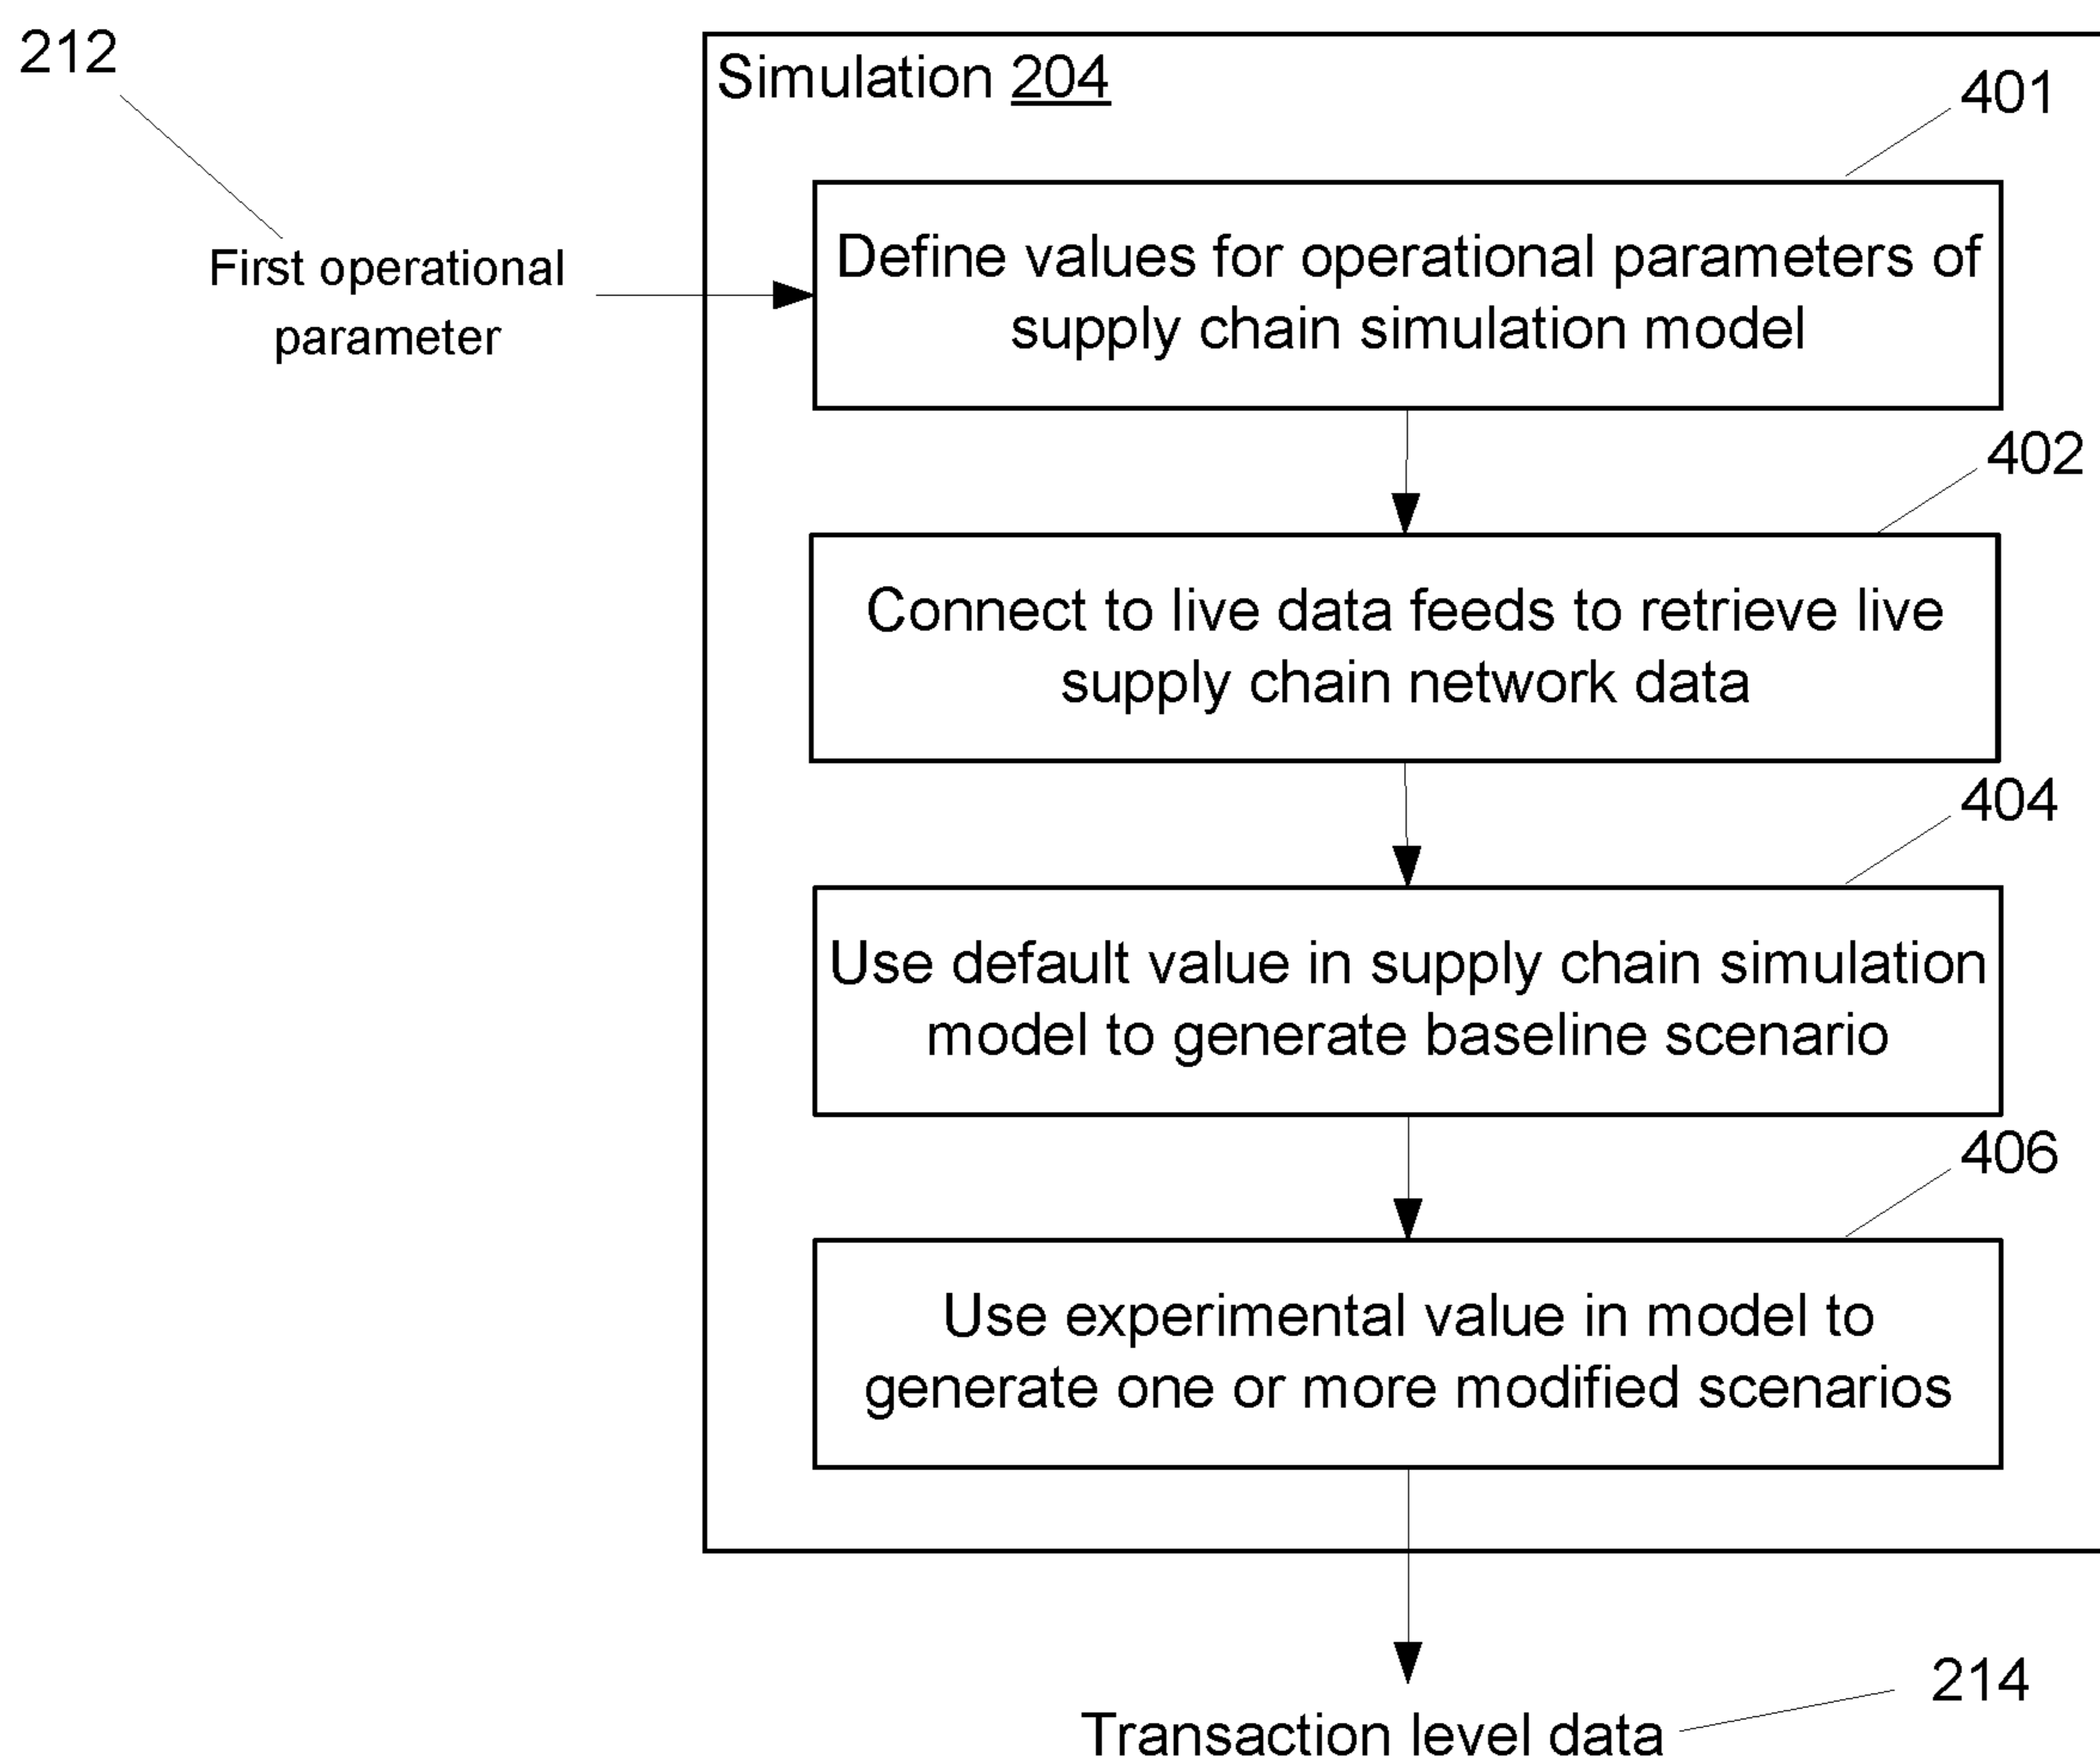 212
Simulation 204
401
First operational
parameter
Define values for operational parameters of
supply chain simulation model
402
Connect to live data feeds to retrieve live
supply chain network data
404
Use default value in supply chain simulation
model to generate baseline scenario
406
Use experimental value in model to
generate one or more modified scenarios
214
Transaction level data